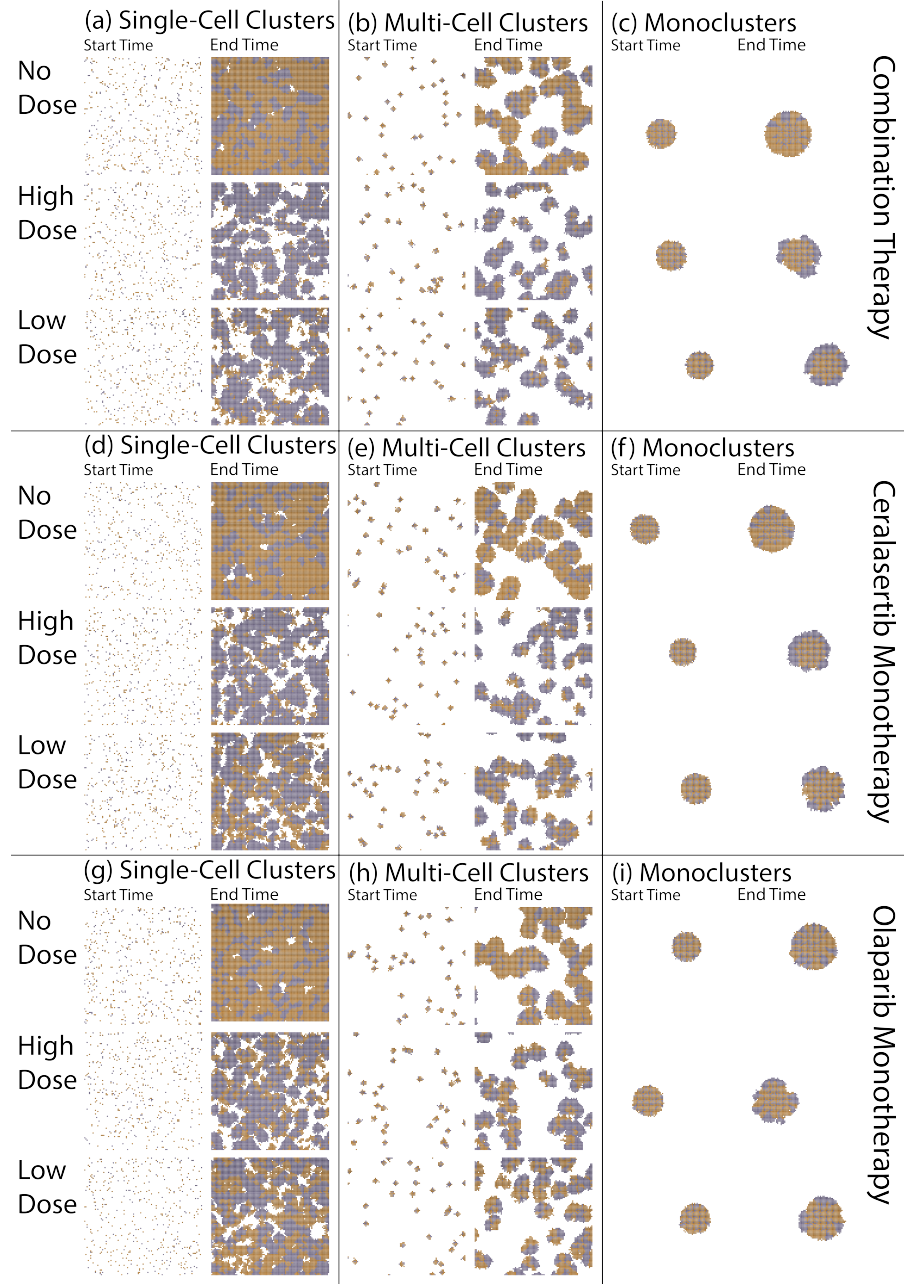 (a) Single-Cell Clusters
Start Time
End Time
(b) Multi-Cell Clusters
Start Time
End Time
(c) Monoclusters
Start Time
End Time
No
Dose
High
Dose
Low
Dose
Combination Therapy
(d) Single-Cell Clusters
Start Time
End Time
(e) Multi-Cell Clusters
Start Time
End Time
(f) Monoclusters
Start Time
End Time
No
Dose
High
Dose
Low
Dose
Ceralasertib Monotherapy
(g) Single-Cell Clusters
Start Time
End Time
(h) Multi-Cell Clusters
Start Time
End Time
(i) Monoclusters
Start Time
End Time
No
Dose
High
Dose
Low
Dose
Olaparib Monotherapy